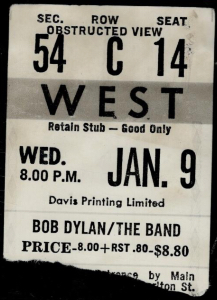 SEC. ROW SEAT
OBSTRUCTED VIEW
54 C 14
WEST
Retain Stub — Good Only
WED. JAN. 9
8.00 P.M.
Davis Printing Limited
BOB DYLAN/THE BAND
PRICE-8.00+RST .80-$8.80
by Main
St.